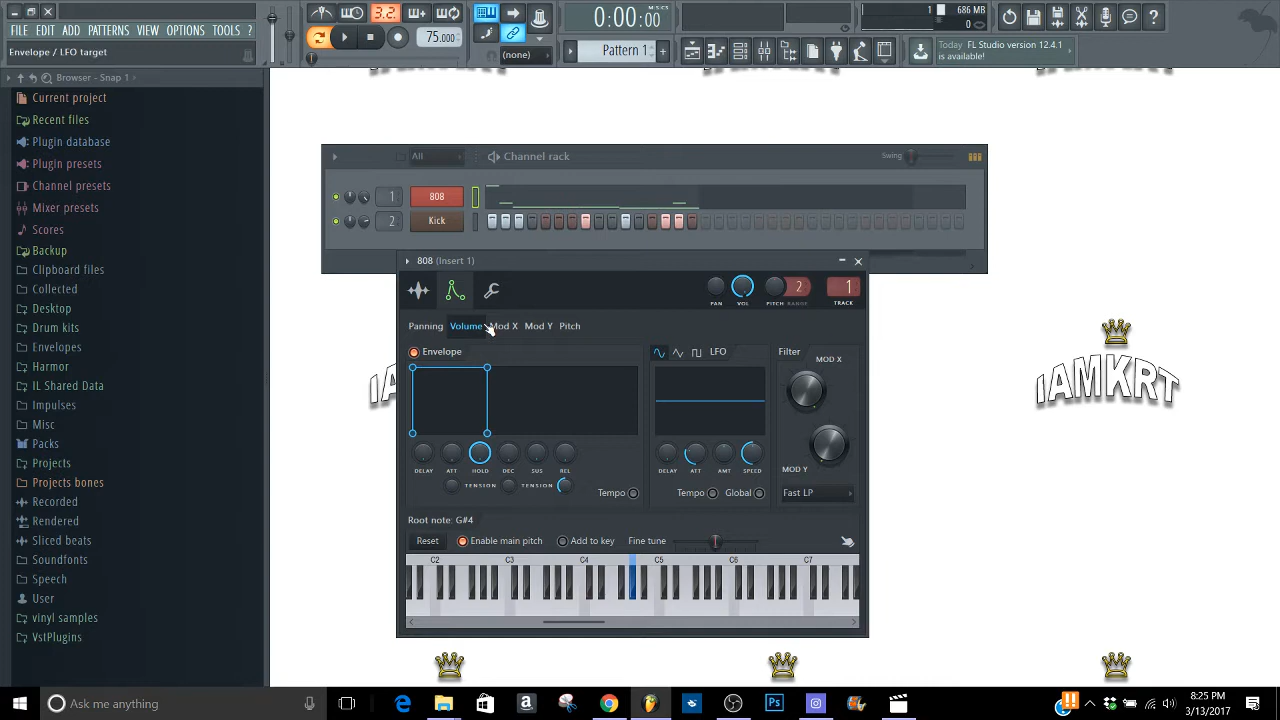 FILE EDIT ADD PATTERNS VIEW OPTIONS TOOLS ?
Envelope / LFO target
3.2
75.000
0:00:00
(none)
Pattern 1
1
686 MB
0
Today FL Studio version 12.4.1
is available!
Browser - Snap 1
Current project
Recent files
Plugin database
Plugin presets
Channel presets
Mixer presets
Scores
Backup
Clipboard files
Collected
Desktop
Drum kits
Envelopes
Harmor
IL Shared Data
Impulses
Misc
Packs
Projects
Projects bones
Recorded
Rendered
Sliced beats
Soundfonts
Speech
User
vinyl samples
VstPlugins
All
Channel rack
Swing
1 808
2 Kick
808 (Insert 1)
PAN VOL PITCH RANGE 2 TRACK 1
Panning Volume Mod X Mod Y Pitch
Envelope
LFO
Filter
MOD X
DELAY ATT HOLD DEC SUS REL
TENSION TENSION
DELAY ATT AMT SPEED
MOD Y
Tempo
Tempo Global
Fast LP
Root note: G#4
Reset Enable main pitch Add to key Fine tune
C2 C3 C4 C5 C6 C7
IAMKRT
Ask me anything
8:25 PM
3/13/2017